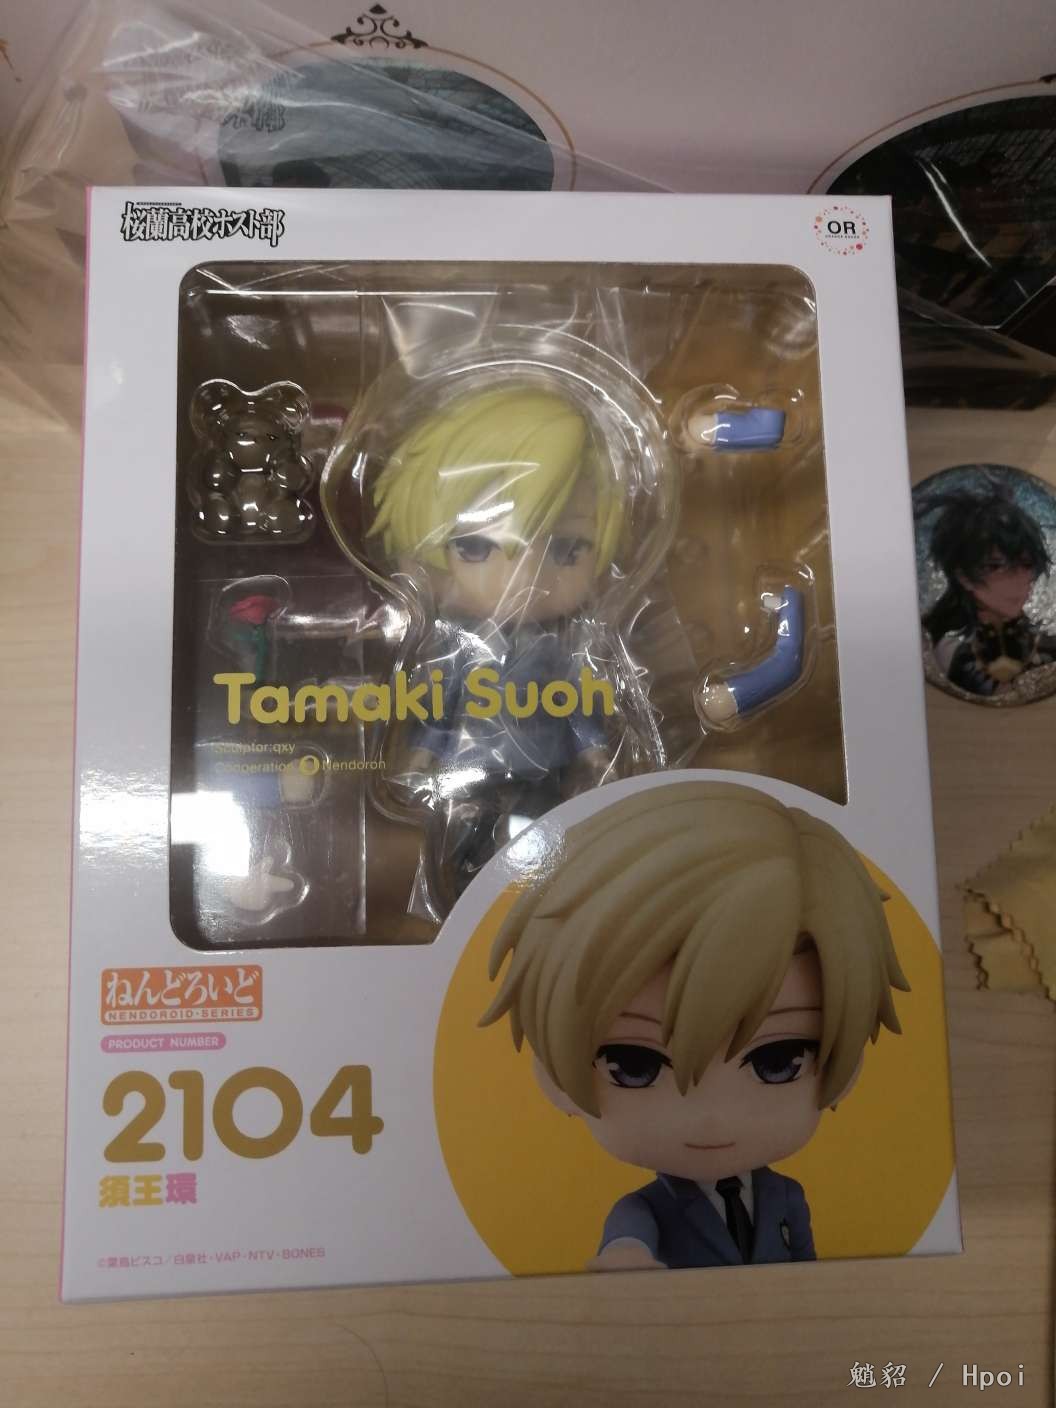 桜蘭高校ホスト部
OR
Tamaki Suoh
Sculptor:qxy
Cooperation Nendoron
ねんどろいど
NENDOROID·SERIES
PRODUCT NUMBER
2104
須王環
©葉鳥ビスコ／白泉社・VAP・NTV・BONES
魈貂 / Hpoi